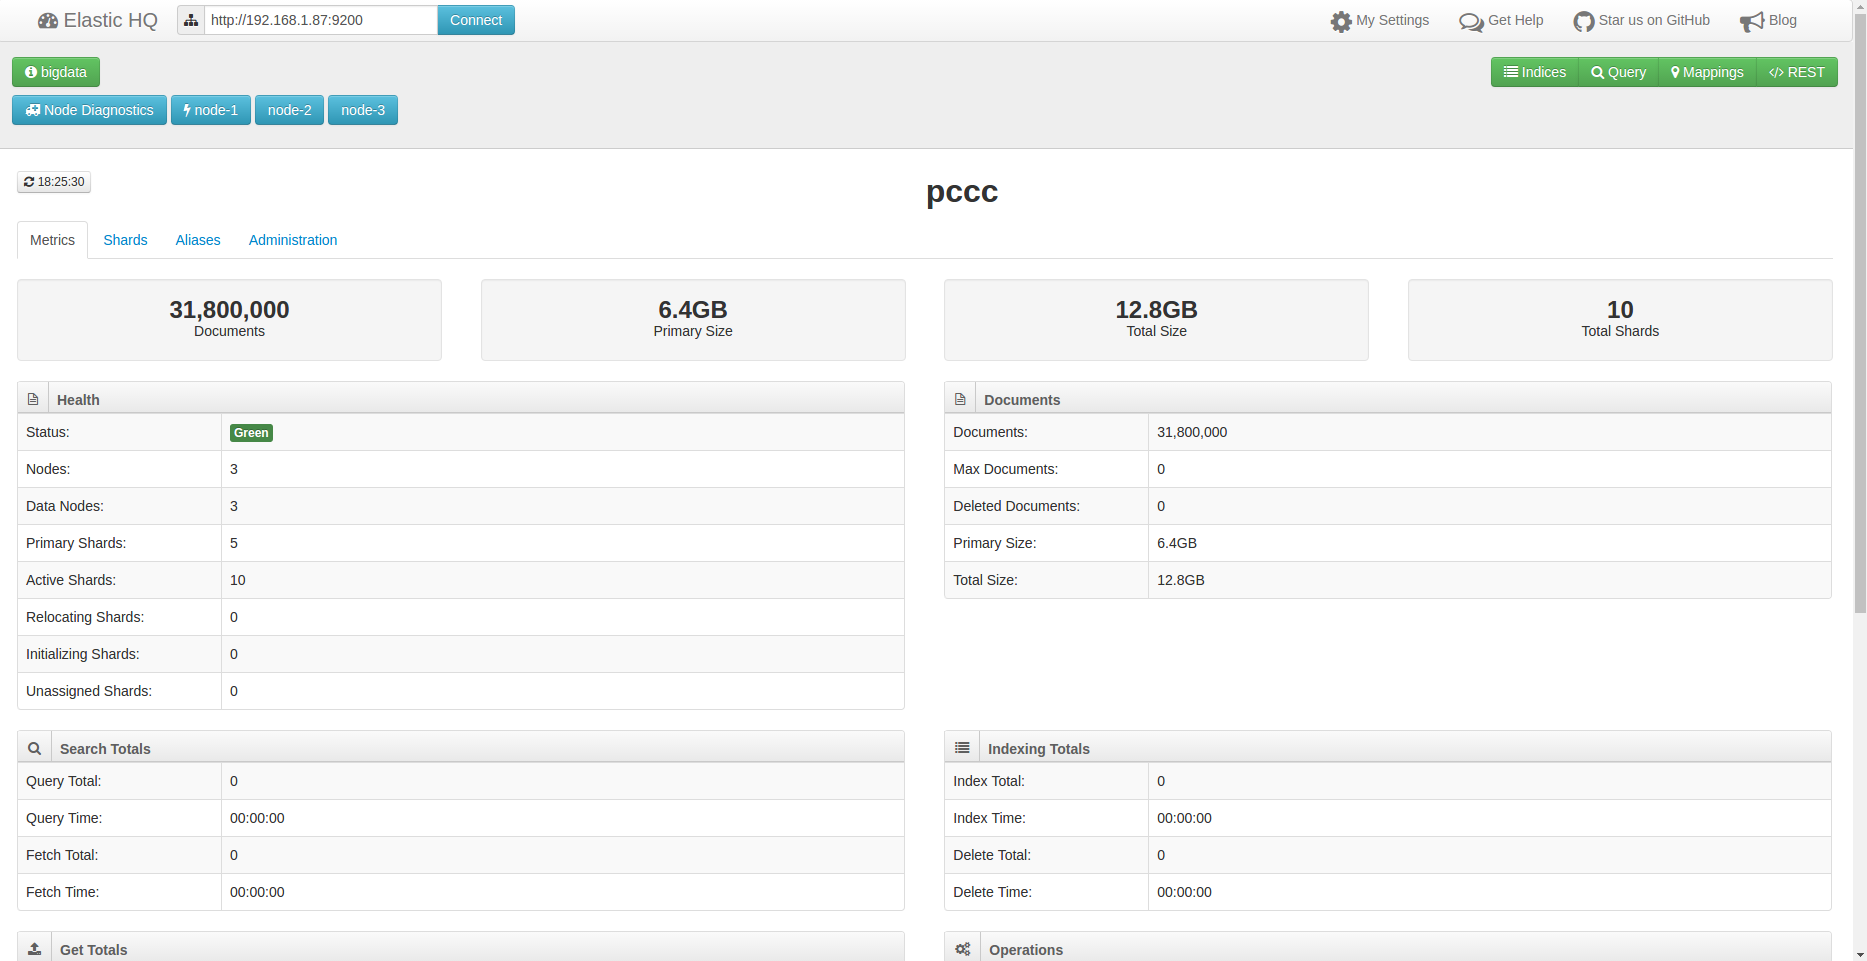 Elastic HQ http://192.168.1.87:9200 Connect My Settings Get Help Star us on GitHub Blog
bigdata Indices Query Mappings REST
Node Diagnostics node-1 node-2 node-3
18:25:30
pccc
Metrics Shards Aliases Administration
31,800,000 6.4GB 12.8GB 10
Documents Primary Size Total Size Total Shards
Health
Status: Green
Nodes: 3
Data Nodes: 3
Primary Shards: 5
Active Shards: 10
Relocating Shards: 0
Initializing Shards: 0
Unassigned Shards: 0
Documents
Documents: 31,800,000
Max Documents: 0
Deleted Documents: 0
Primary Size: 6.4GB
Total Size: 12.8GB
Search Totals
Query Total: 0
Query Time: 00:00:00
Fetch Total: 0
Fetch Time: 00:00:00
Indexing Totals
Index Total: 0
Index Time: 00:00:00
Delete Total: 0
Delete Time: 00:00:00
Get Totals
Operations